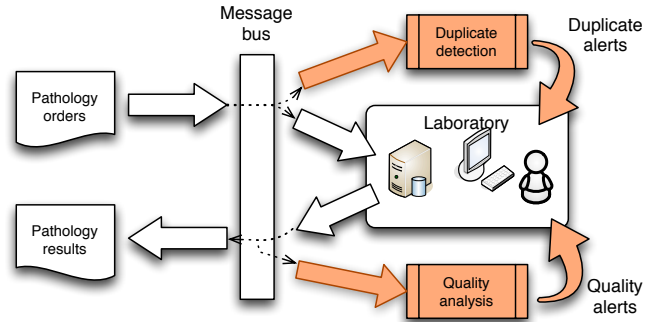 Message
bus
Duplicate
detection
Duplicate
alerts
Pathology
orders
Laboratory
Pathology
results
Quality
analysis
Quality
alerts